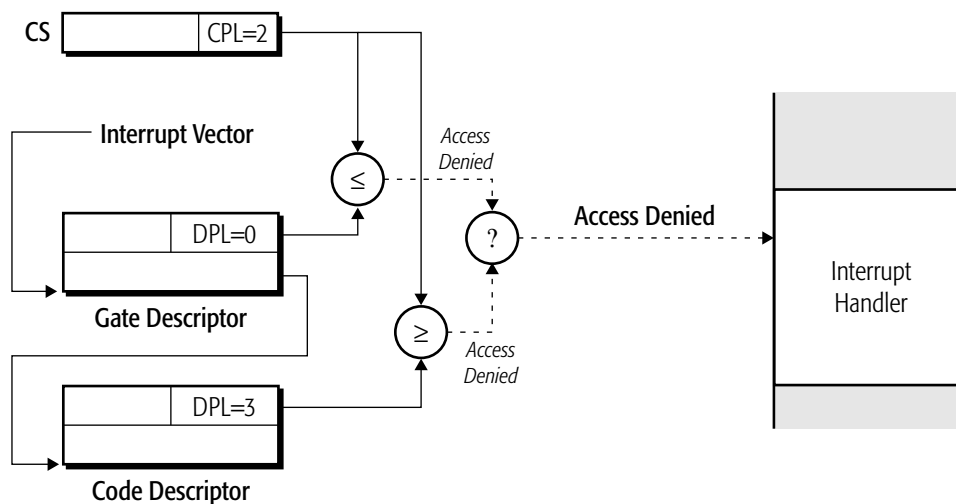 CS
CPL=2
Interrupt Vector
Access
Denied
≤
DPL=0
?
Access Denied
Gate Descriptor
Interrupt
Handler
≥
Access
Denied
DPL=3
Code Descriptor